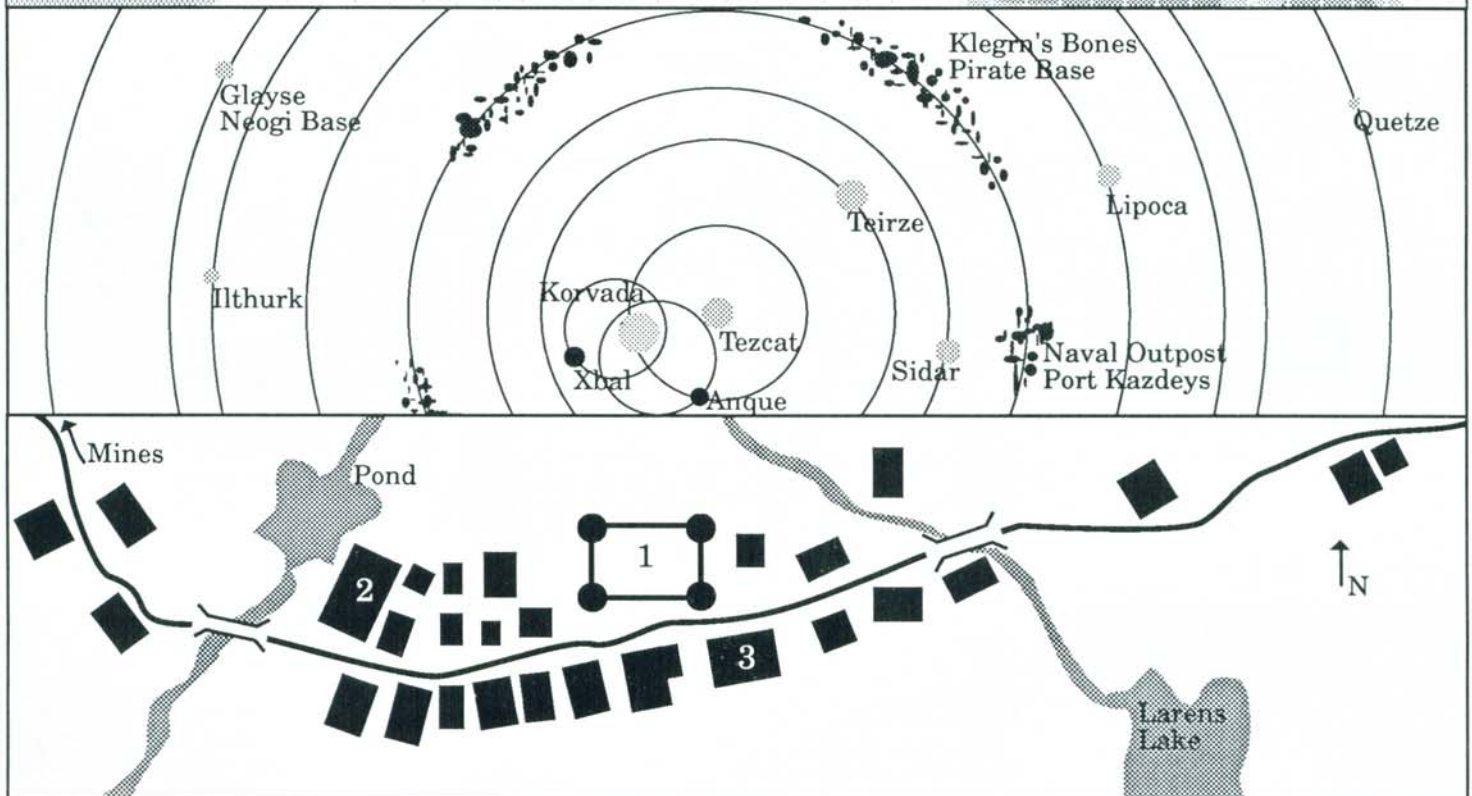 Klegrn's Bones
Pirate Base
Glayse
Neogi Base
Quetze
Lipoca
Teirze
Ilthurk
Korvada
Tezcat
Naval Outpost
Port Kazdeys
Sidar
Xbal
Anque
Mines
Pond
1
2
N
3
Larens
Lake